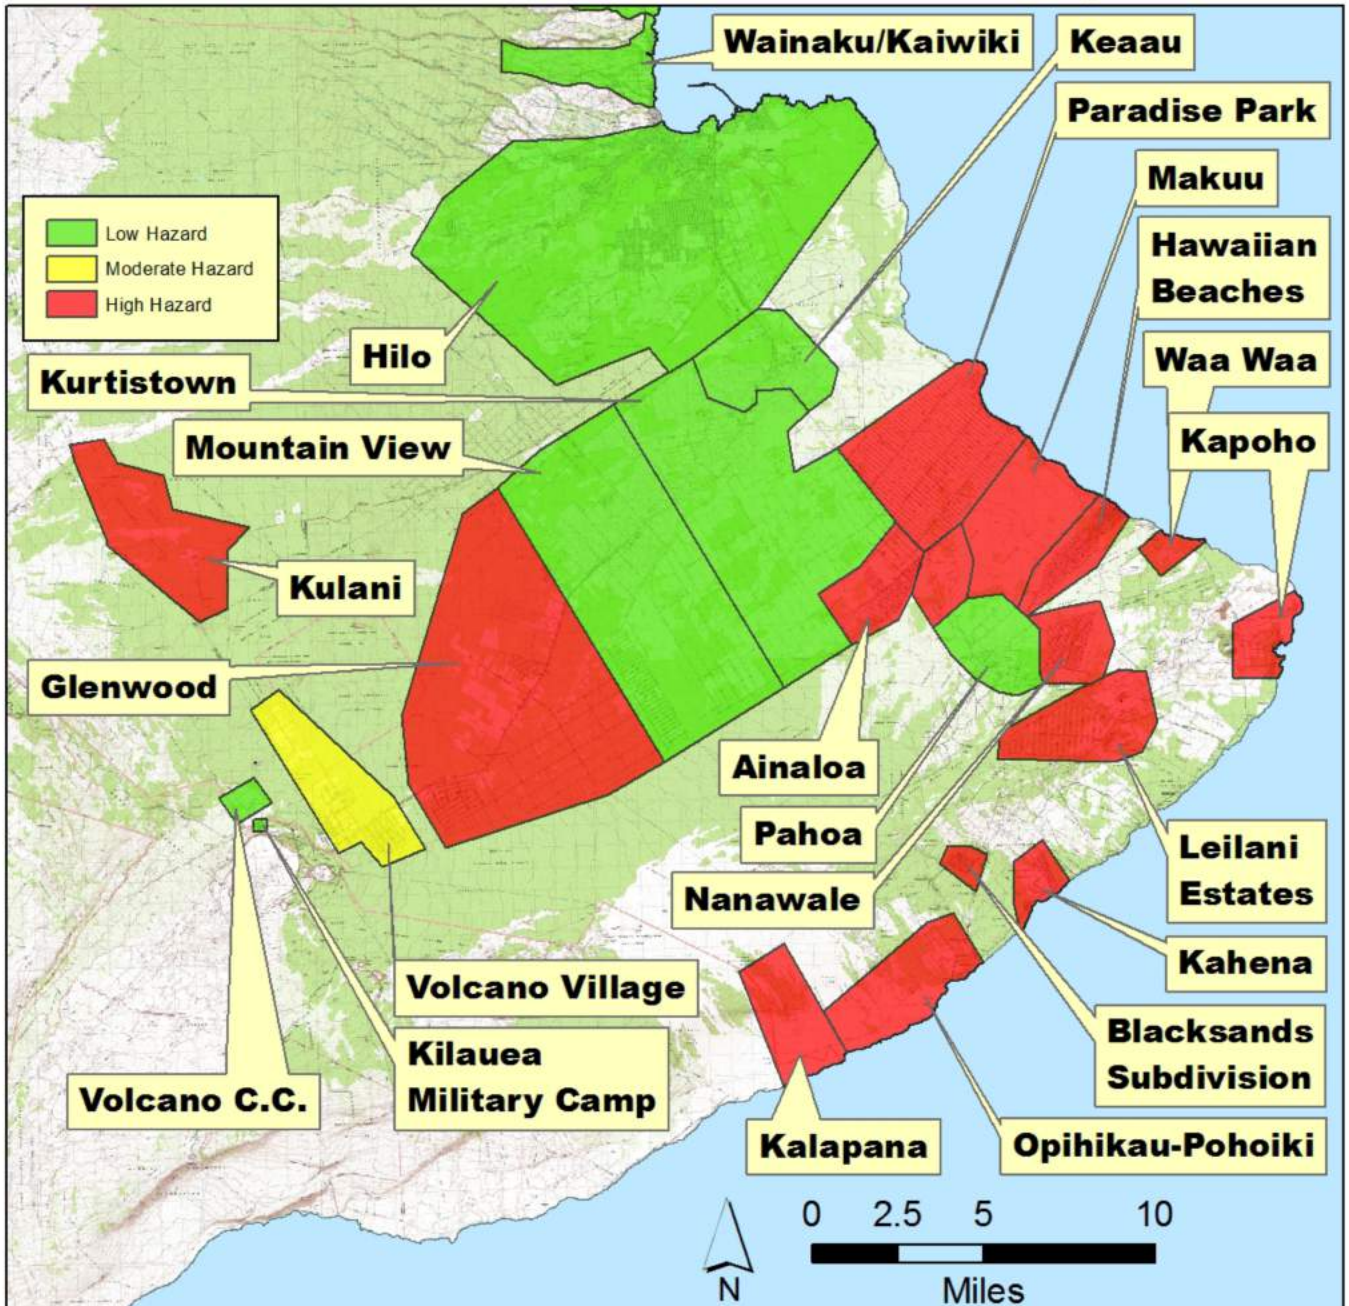 Wainaku/Kaiwiki
Keaau
Paradise Park
Makuu
Hawaiian
Beaches
Waa Waa
Kapoho
Low Hazard
Moderate Hazard
High Hazard
Hilo
Kurtistown
Mountain View
Kulani
Glenwood
Ainaloa
Pahoa
Nanawale
Leilani
Estates
Kahena
Blacksands
Subdivision
Opihikau-Pohoiki
Kalapana
Volcano Village
Kilauea
Military Camp
Volcano C.C.
0 2.5 5 10
Miles
N